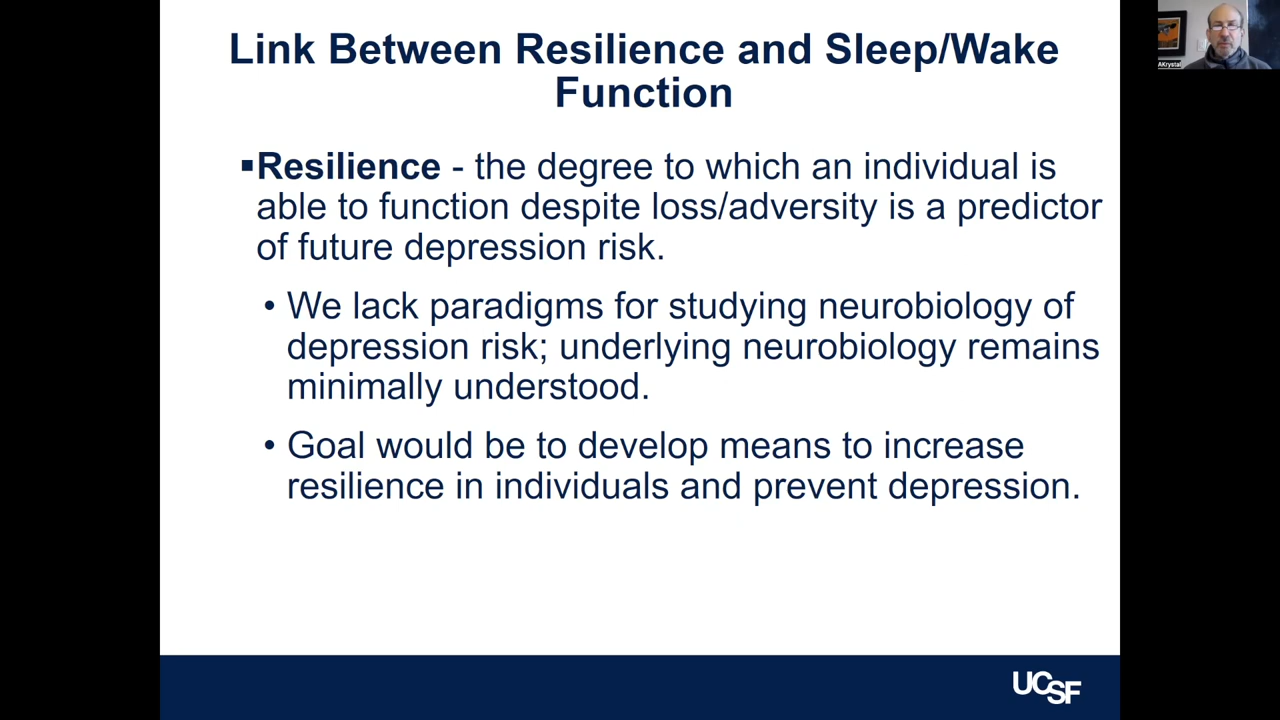 Link Between Resilience and Sleep/Wake
Function
▪Resilience - the degree to which an individual is
able to function despite loss/adversity is a predictor
of future depression risk.
• We lack paradigms for studying neurobiology of
depression risk; underlying neurobiology remains
minimally understood.
• Goal would be to develop means to increase
resilience in individuals and prevent depression.
UCSF
AKrystal